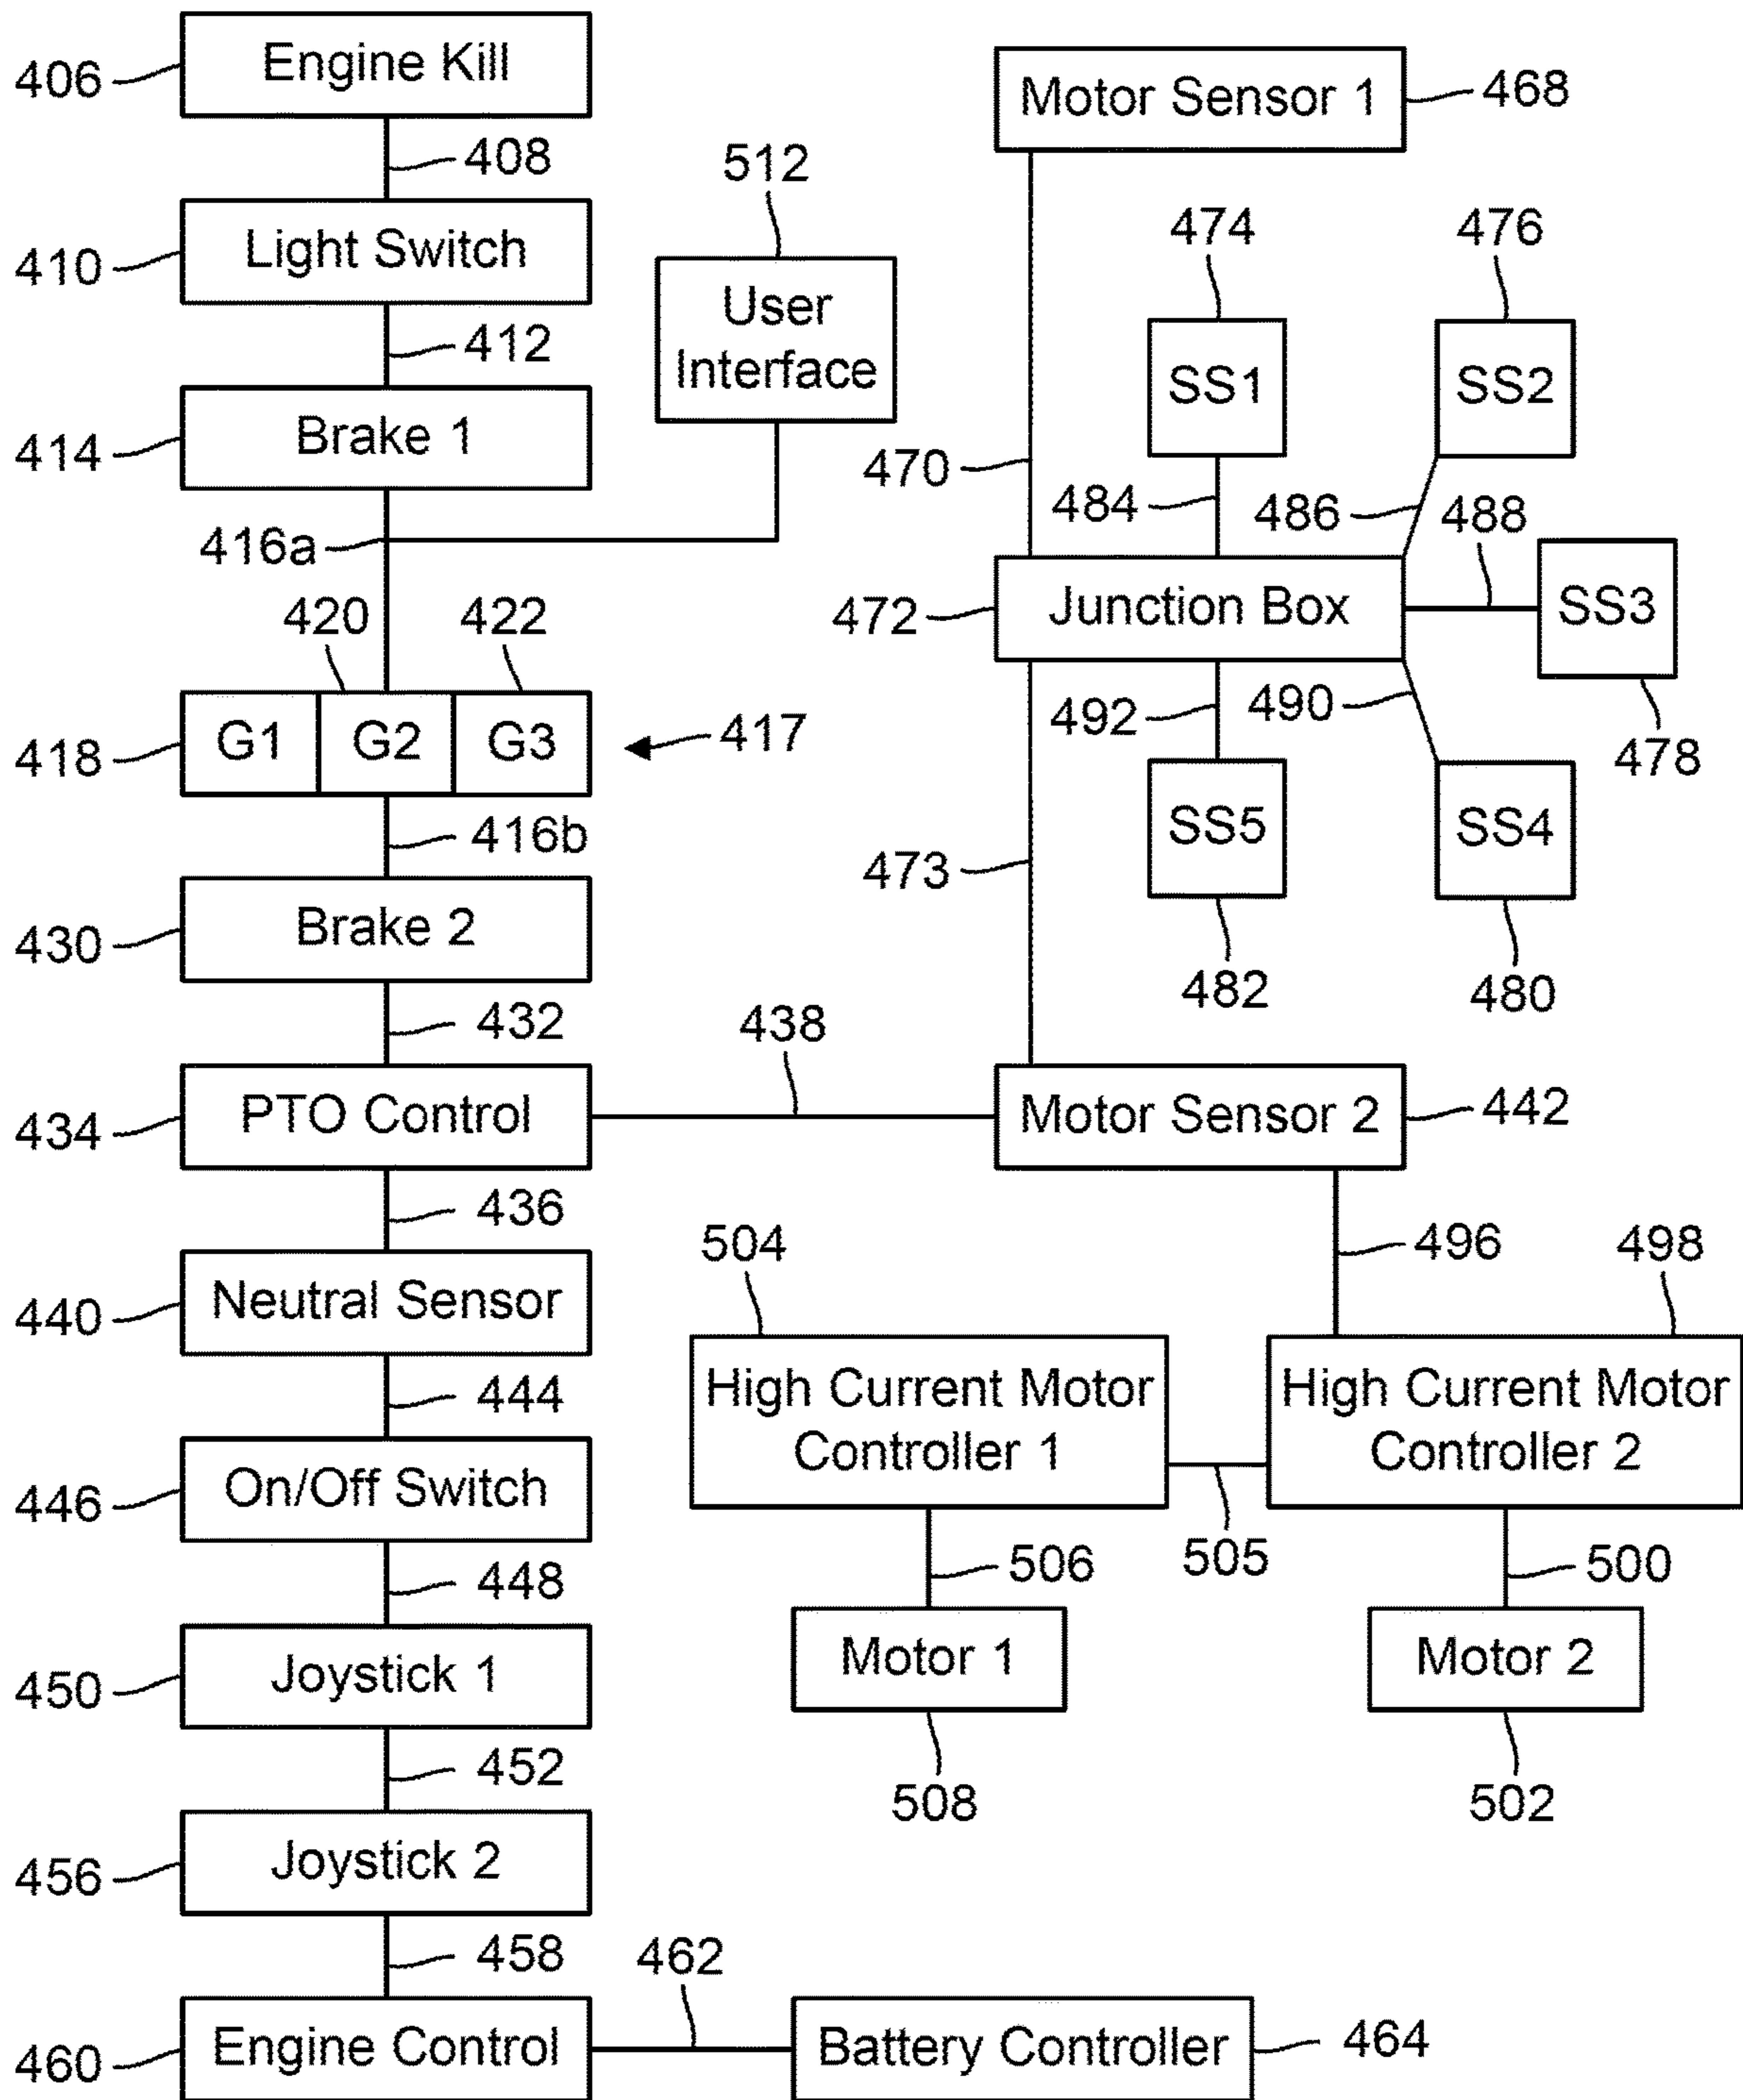 406
Engine Kill
408
410
Light Switch
412
414
Brake 1
512
User
Interface
416a
420
422
418
G1
G2
G3
417
416b
430
Brake 2
432
434
PTO Control
438
436
440
Neutral Sensor
444
446
On/Off Switch
448
450
Joystick 1
452
456
Joystick 2
458
460
Engine Control
462
Battery Controller
464
Motor Sensor 1
468
470
474
SS1
476
SS2
484
486
488
472
Junction Box
SS3
478
492
490
473
SS5
482
SS4
480
Motor Sensor 2
442
496
504
High Current Motor
Controller 1
498
High Current Motor
Controller 2
505
506
500
Motor 1
508
Motor 2
502